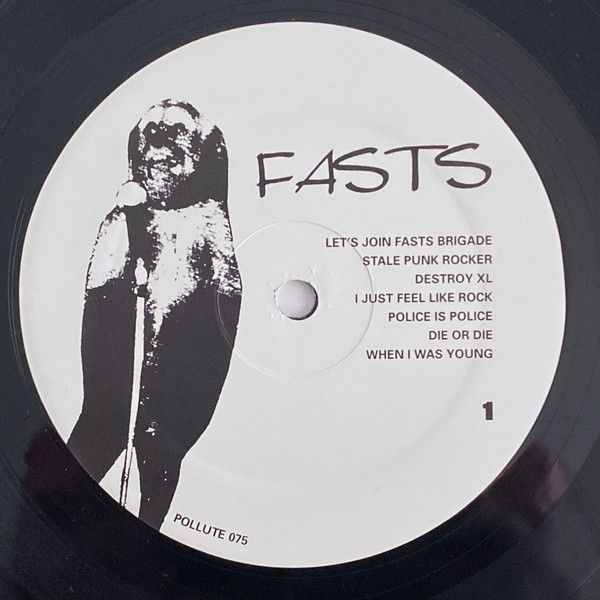 FASTS
LET'S JOIN FASTS BRIGADE
STALE PUNK ROCKER
DESTROY XL
I JUST FEEL LIKE ROCK
POLICE IS POLICE
DIE OR DIE
WHEN I WAS YOUNG
1
POLLUTE 075